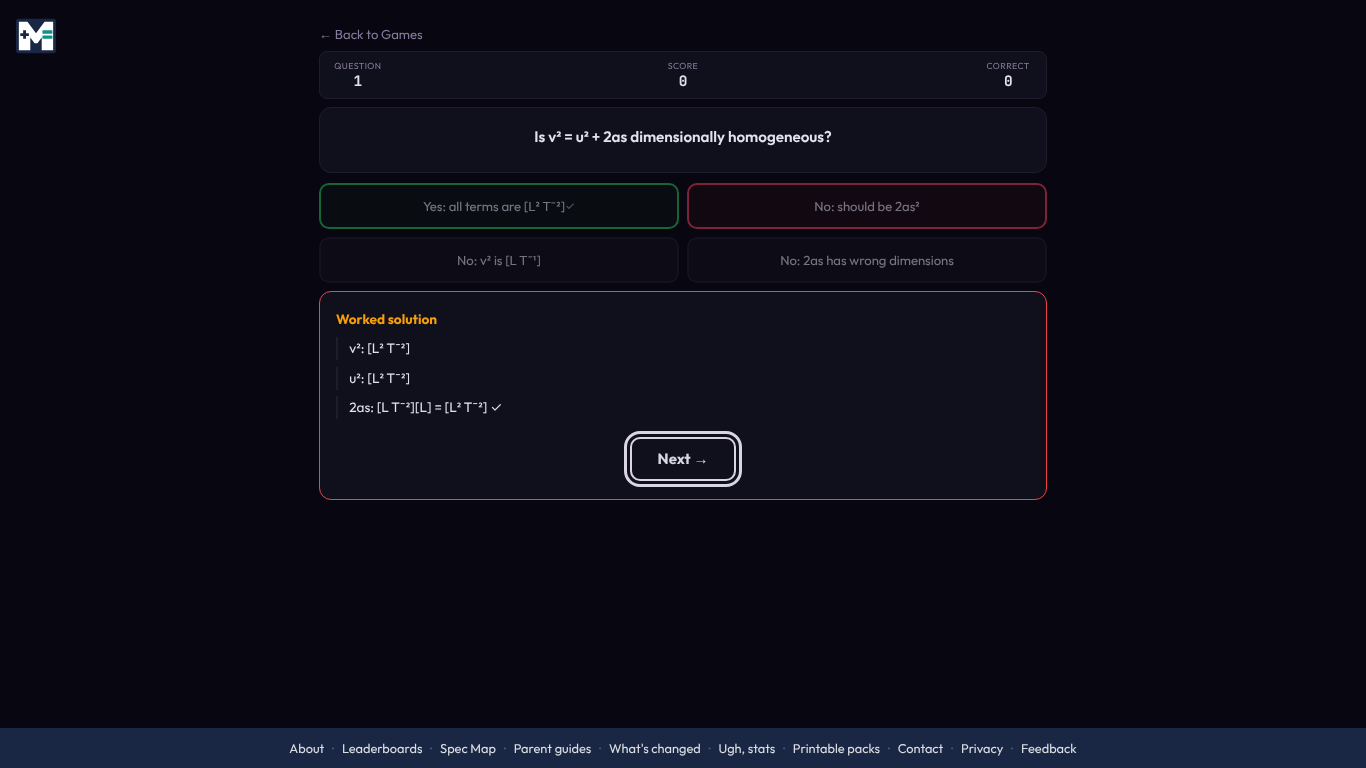 ← Back to Games
QUESTION
1
SCORE
0
CORRECT
0
Is v² = u² + 2as dimensionally homogeneous?
Yes: all terms are [L² T⁻²]✓
No: should be 2as²
No: v² is [L T⁻¹]
No: 2as has wrong dimensions
Worked solution
v²: [L² T⁻²]
u²: [L² T⁻²]
2as: [L T⁻²][L] = [L² T⁻²] ✓
Next →
About · Leaderboards · Spec Map · Parent guides · What's changed · Ugh, stats · Printable packs · Contact · Privacy · Feedback